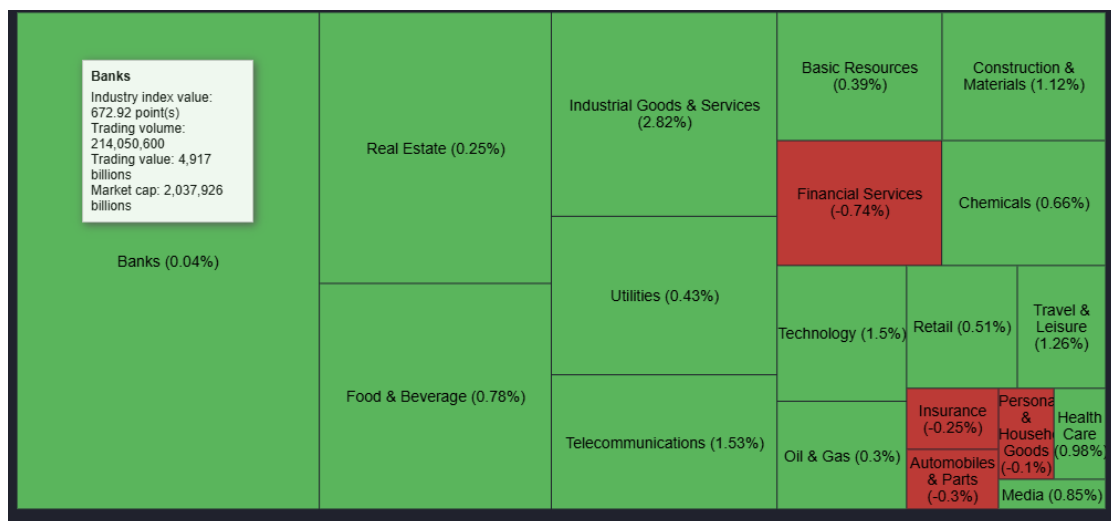 Banks
Industry index value:
672.92 point(s)
Trading volume:
214,050,600
Trading value: 4,917
billions
Market cap: 2,037,926
billions
Banks (0.04%)
Real Estate (0.25%)
Food & Beverage (0.78%)
Industrial Goods & Services
(2.82%)
Utilities (0.43%)
Telecommunications (1.53%)
Basic Resources
(0.39%)
Construction &
Materials (1.12%)
Financial Services
(-0.74%)
Chemicals (0.66%)
Technology (1.5%)
Retail (0.51%)
Travel &
Leisure
(1.26%)
Oil & Gas (0.3%)
Insurance
(-0.25%)
Automobiles
& Parts
(-0.3%)
Persona
&
Househ
Goods
(-0.1%)
Health
Care
(0.98%)
Media (0.85%)